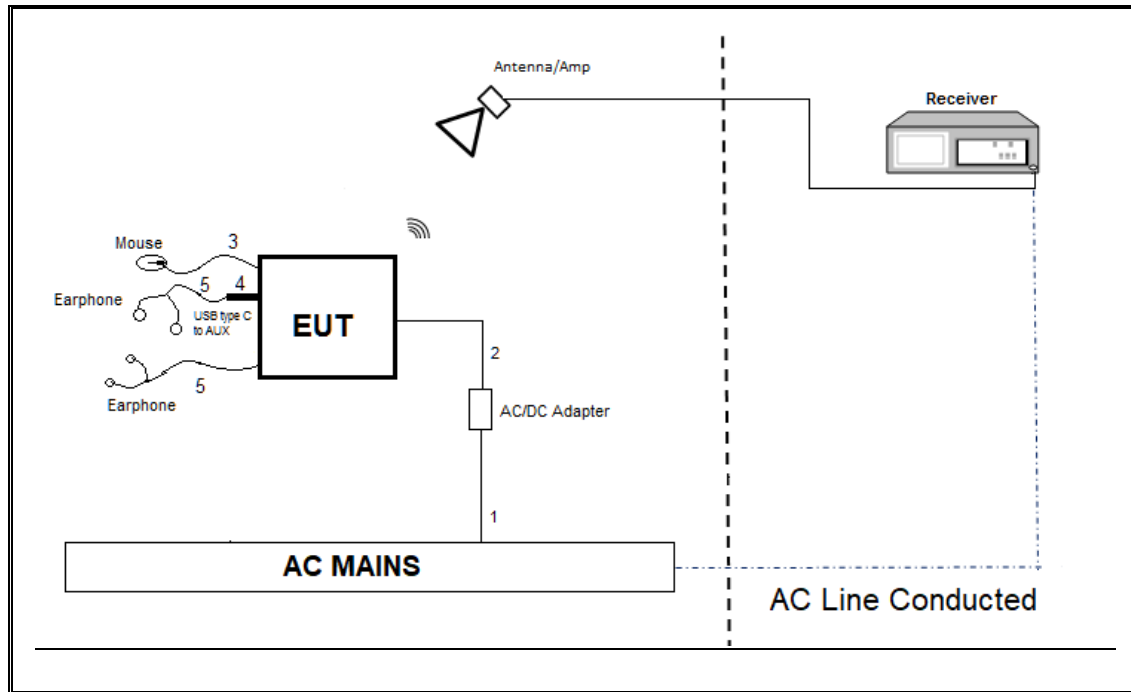 Antenna/Amp
Receiver
Mouse
3
5
4
Earphone
USB type C
to AUX
EUT
2
5
Earphone
AC/DC Adapter
1
AC MAINS
AC Line Conducted